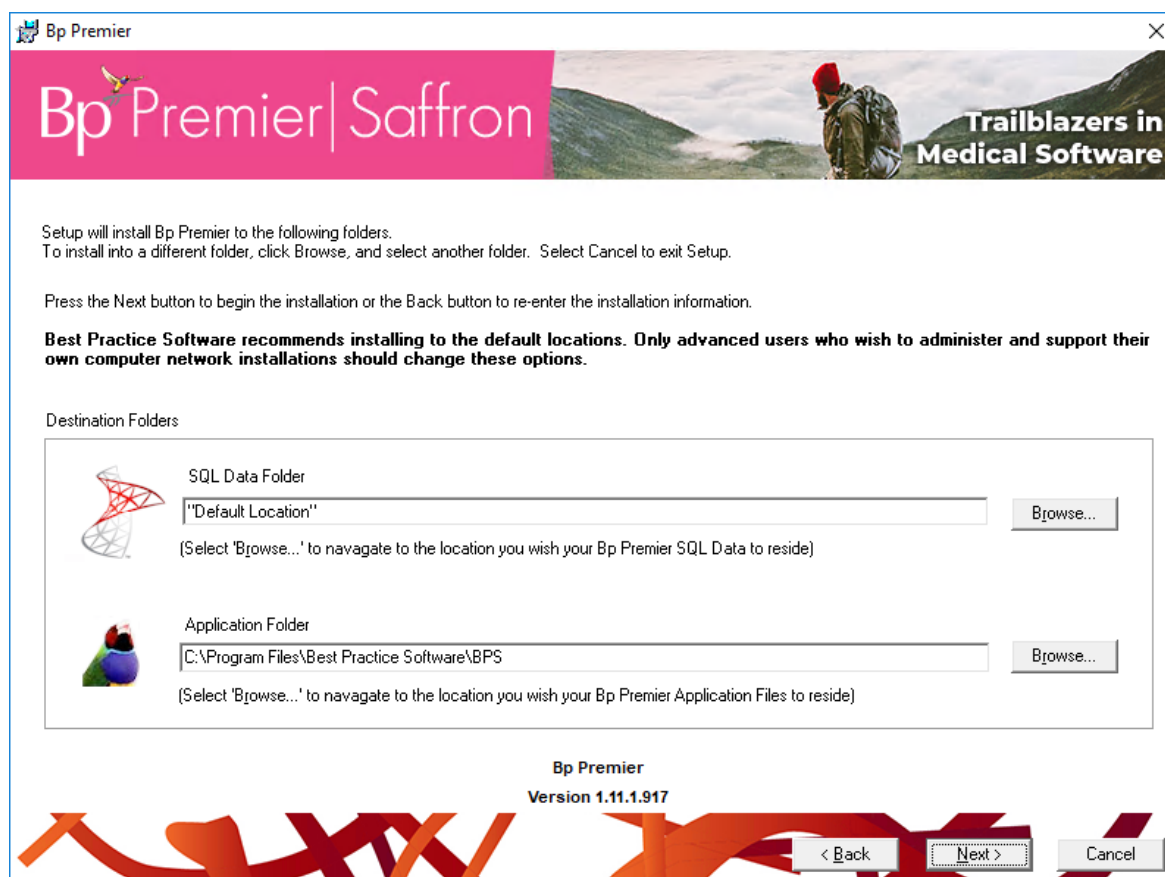 Bp Premier
Bp Premier | Saffron
Trailblazers in
Medical Software
Setup will install Bp Premier to the following folders.
To install into a different folder, click Browse, and select another folder.  Select Cancel to exit Setup.
Press the Next button to begin the installation or the Back button to re-enter the installation information.
Best Practice Software recommends installing to the default locations. Only advanced users who wish to administer and support their
own computer network installations should change these options.
Destination Folders
SQL Data Folder
"Default Location"
Browse...
(Select 'Browse...' to navagate to the location you wish your Bp Premier SQL Data to reside)
Application Folder
C:\Program Files\Best Practice Software\BPS
Browse...
(Select 'Browse...' to navagate to the location you wish your Bp Premier Application Files to reside)
Bp Premier
Version 1.11.1.917
< Back
Next >
Cancel